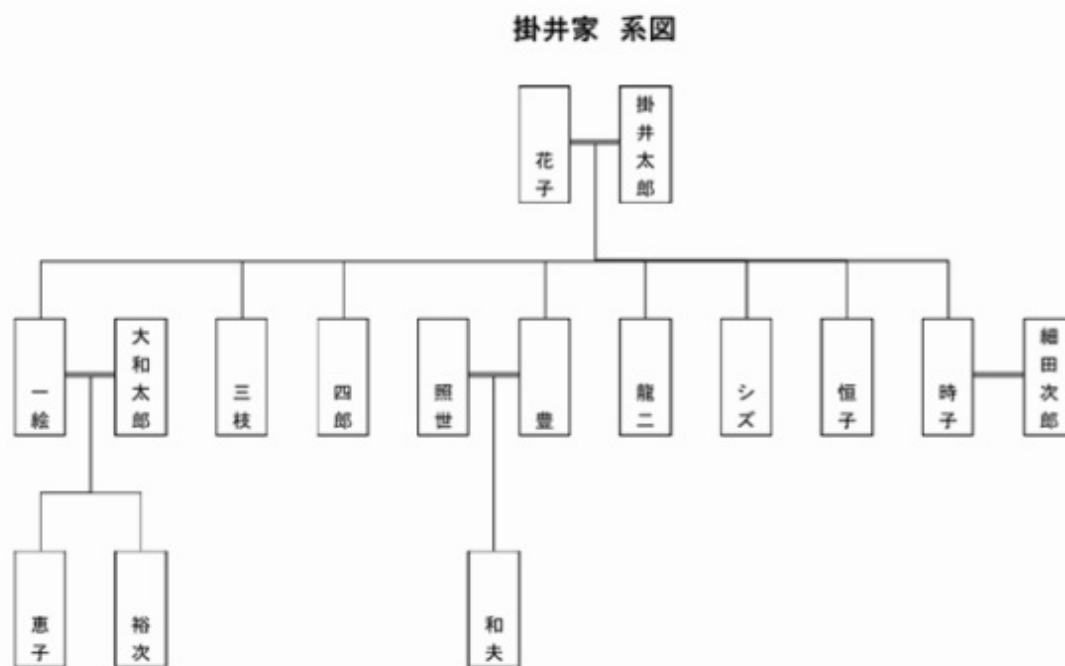 掛井家 系図
掛井太郎
花子
細田次郎
時子
恒子
シズ
龍二
豊
照世
四郎
三枝
大和太郎
一絵
和夫
裕次
恵子